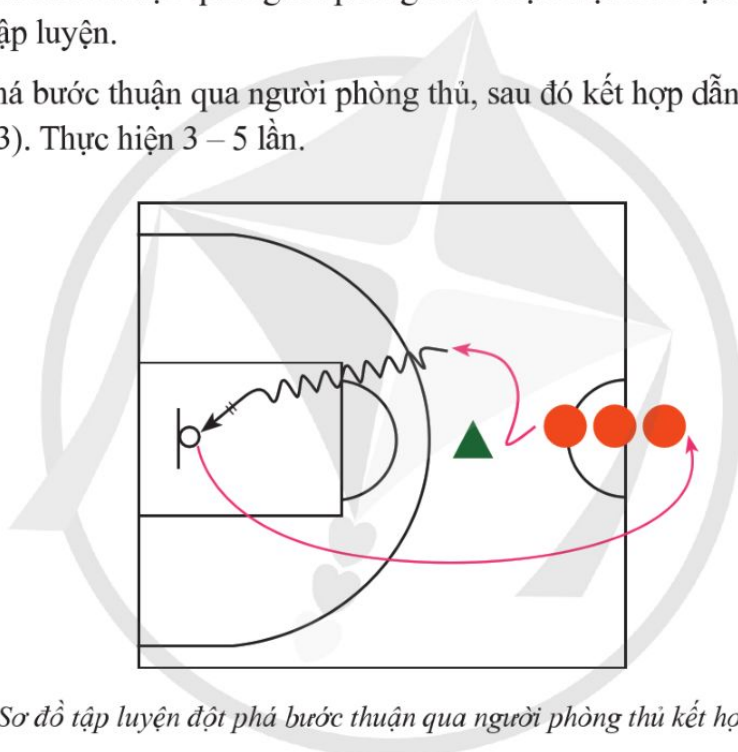 ập luyện.
há bước thuận qua người phòng thủ, sau đó kết hợp dẫn
3). Thực hiện 3 – 5 lần.
Sơ đồ tập luyện đột phá bước thuận qua người phòng thủ kết hợ